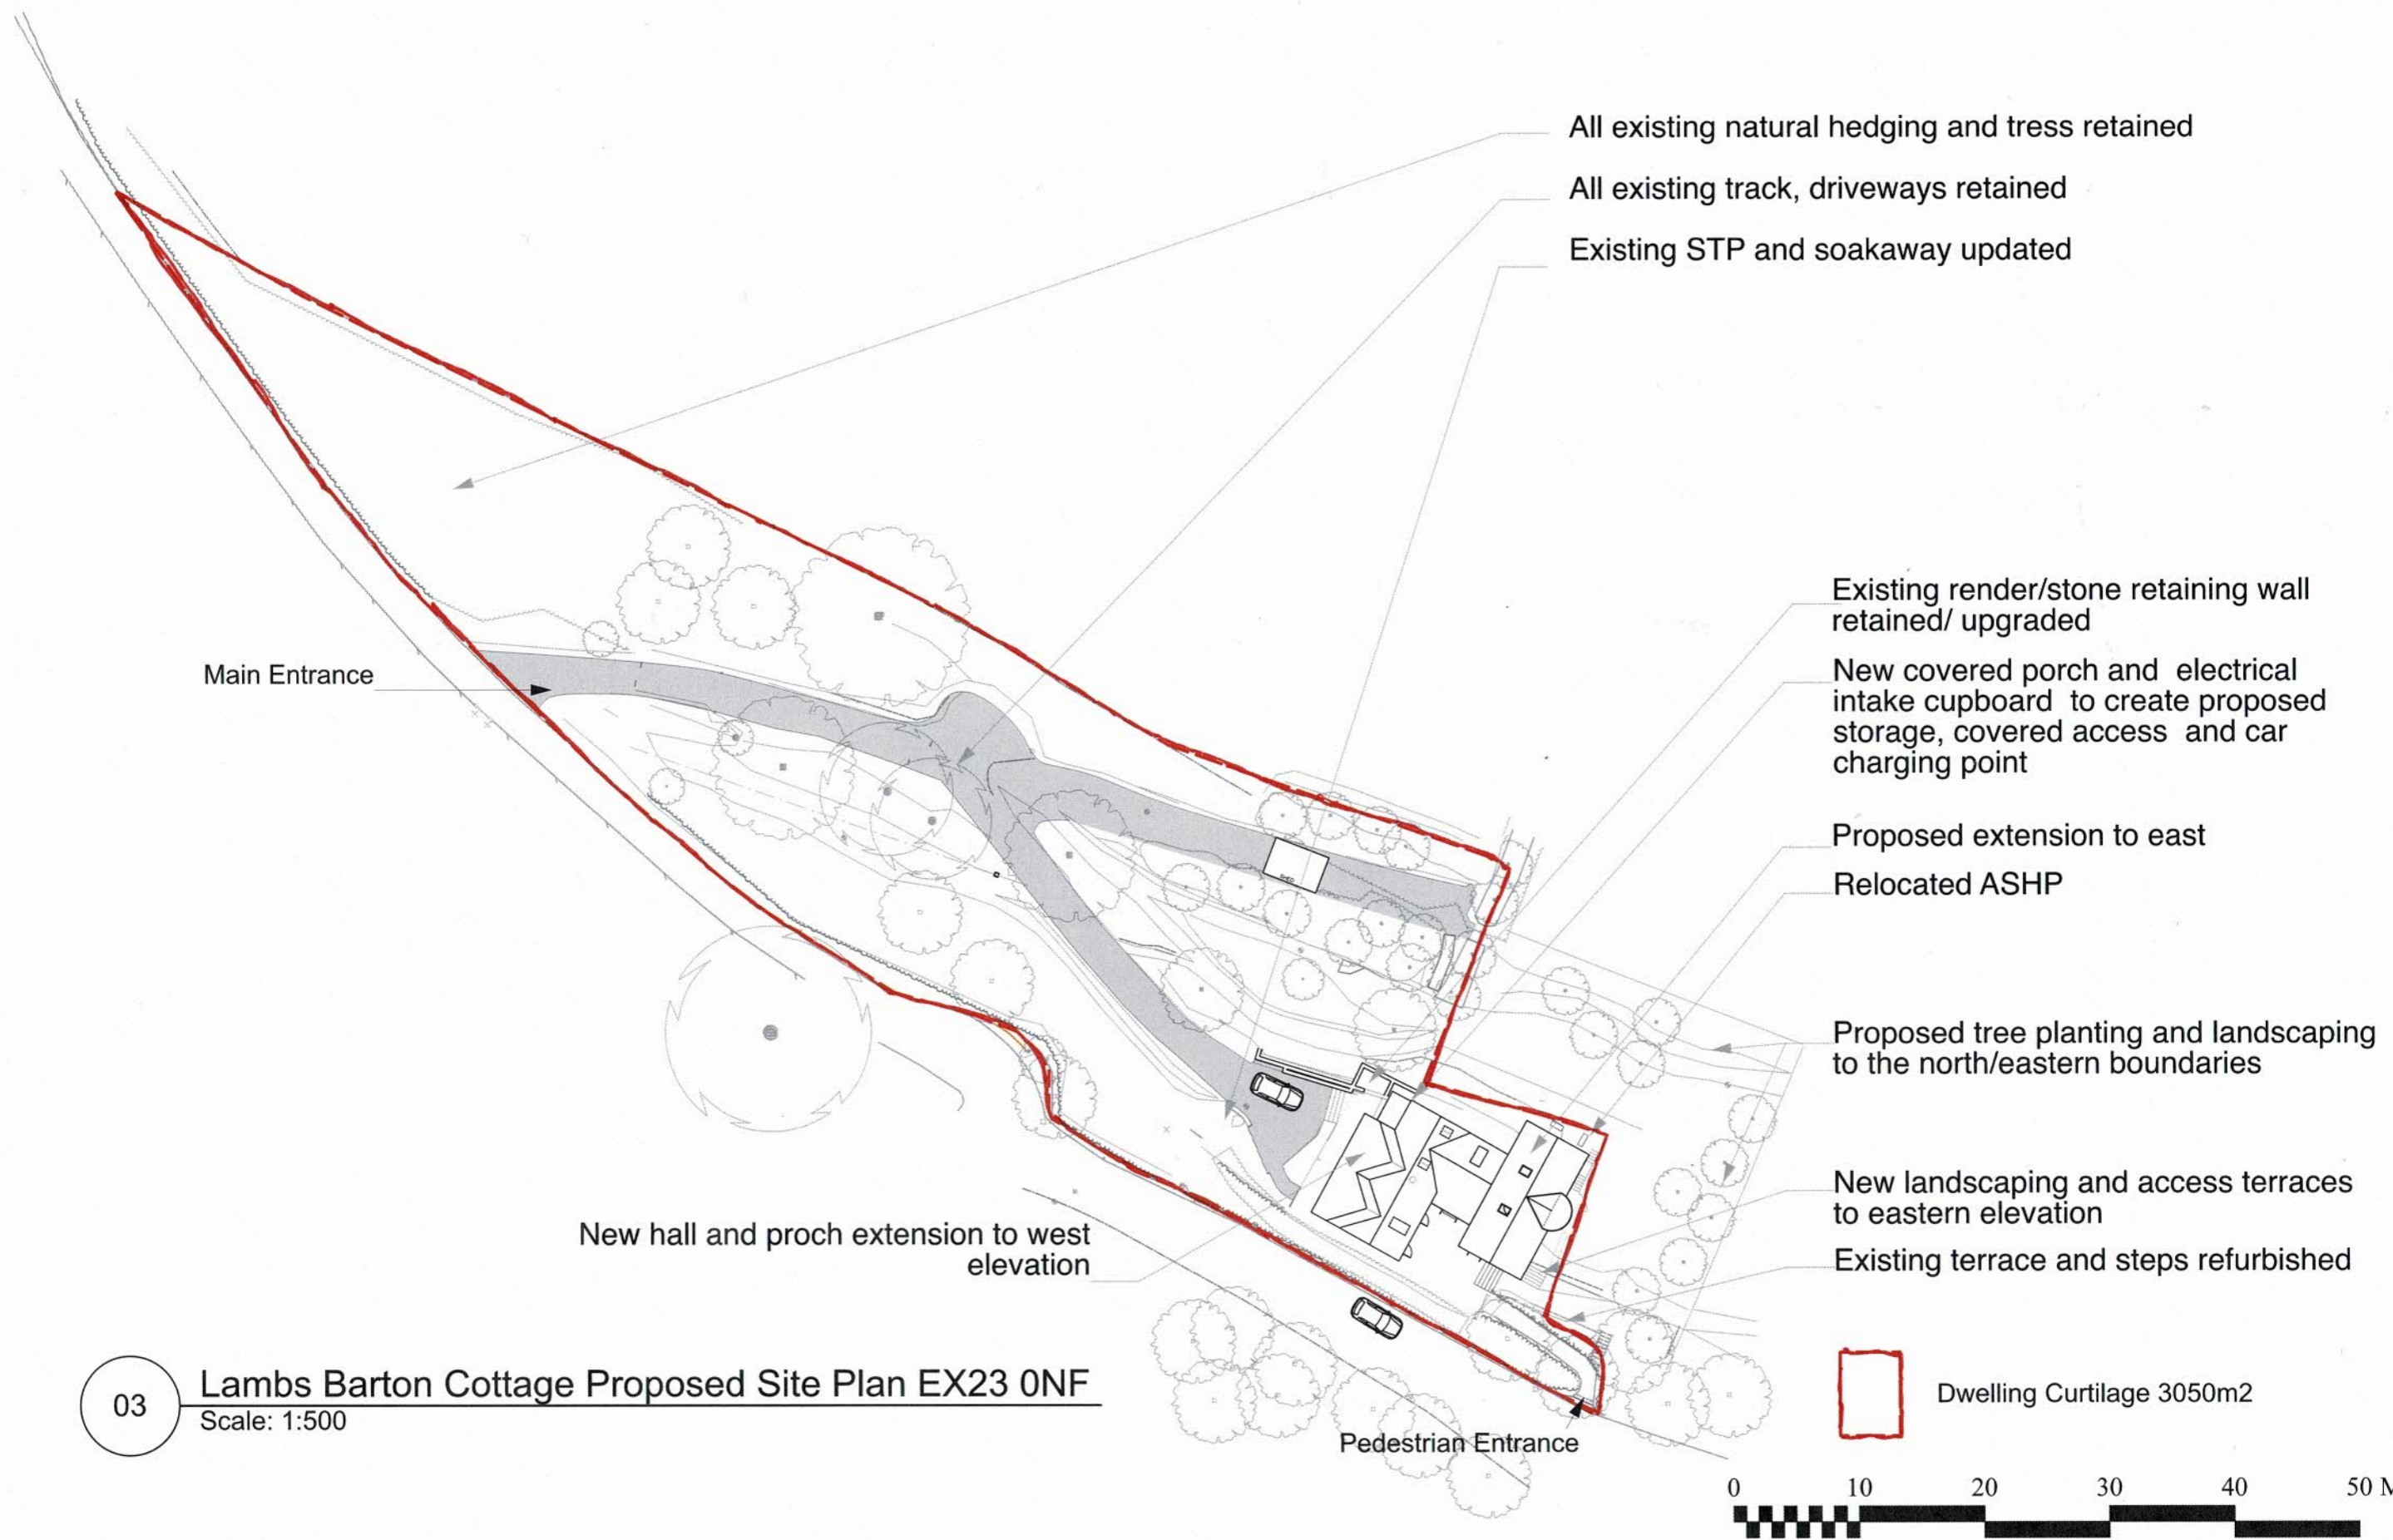 All existing natural hedging and tress retained
All existing track, driveways retained
Existing STP and soakaway updated
Existing render/stone retaining wall
retained/ upgraded
New covered porch and electrical
intake cupboard to create proposed
storage, covered access and car
charging point
Main Entrance
Proposed extension to east
Relocated ASHP
SHED
Proposed tree planting and landscaping
to the north/eastern boundaries
New landscaping and access terraces
to eastern elevation
New hall and proch extension to west
elevation
Existing terrace and steps refurbished
03
Lambs Barton Cottage Proposed Site Plan EX23 0NF
Scale: 1:500
Dwelling Curtilage 3050m2
Pedestrian Entrance
0 10 20 30 40 50 M